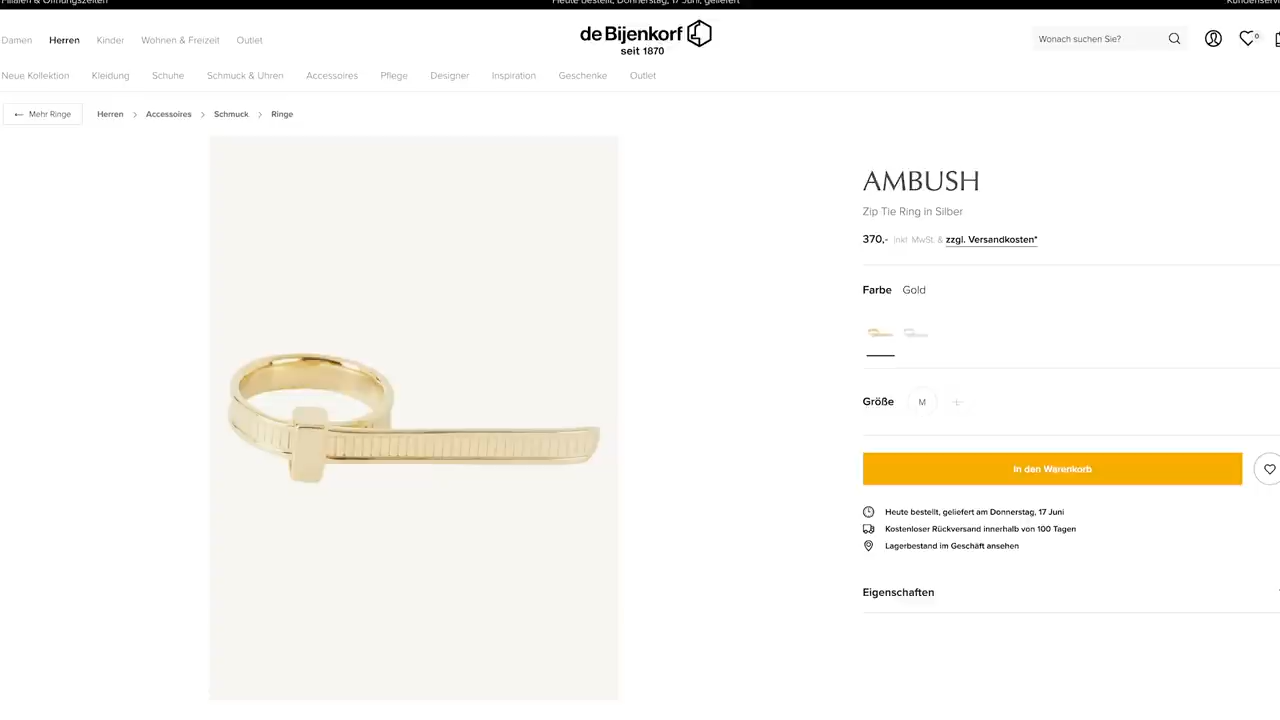 Filialen & Öffnungszeiten
Heute bestellt, Donnerstag, 17 Juni, geliefert
Damen Herren Kinder Wohnen & Freizeit Outlet
de Bijenkorf
seit 1870
Wonach suchen Sie?
0
Neue Kollektion Kleidung Schuhe Schmuck & Uhren Accessoires Pflege Designer Inspiration Geschenke Outlet
← Mehr Ringe
Herren > Accessoires > Schmuck > Ringe
AMBUSH
Zip Tie Ring in Silber
370,- inkl MwSt. & zzgl. Versandkosten*
Farbe Gold
Größe M L
In den Warenkorb
Heute bestellt, geliefert am Donnerstag, 17 Juni
Kostenloser Rückversand innerhalb von 100 Tagen
Lagerbestand im Geschäft ansehen
Eigenschaften